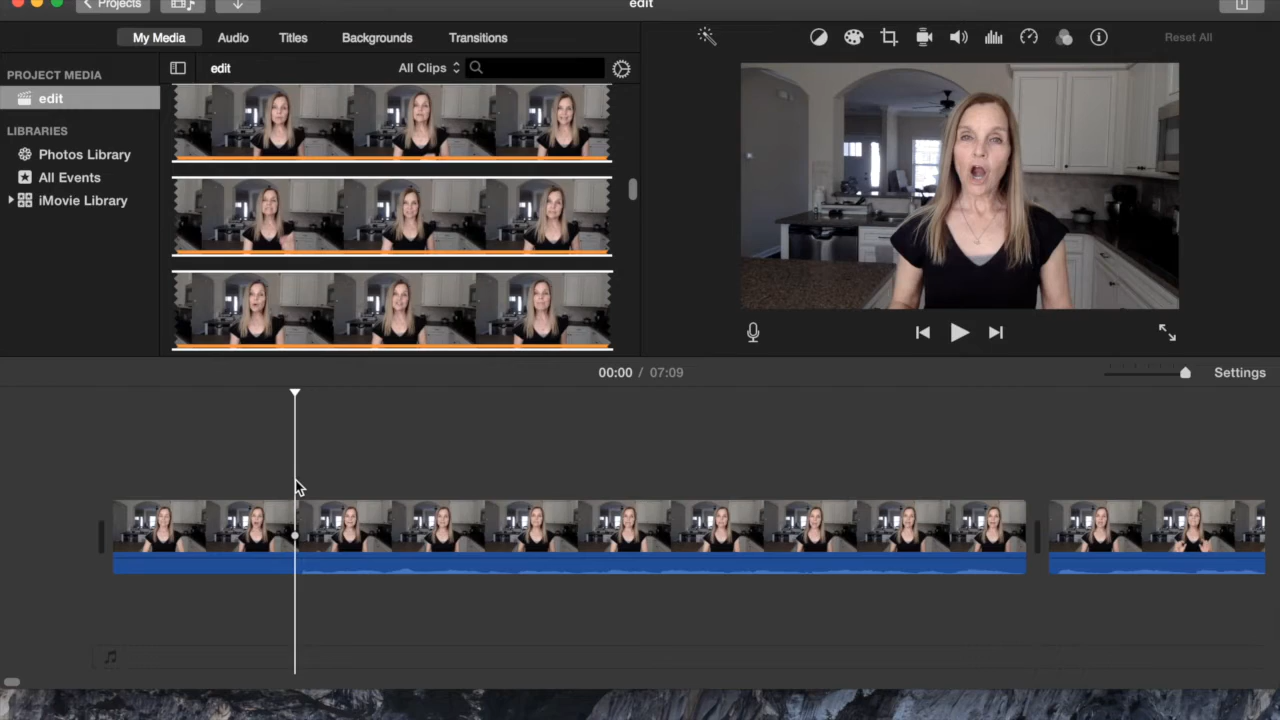 Projects
edit
My Media Audio Titles Backgrounds Transitions
Reset All
PROJECT MEDIA
edit
edit
All Clips
LIBRARIES
Photos Library
All Events
iMovie Library
00:00 / 07:09
Settings